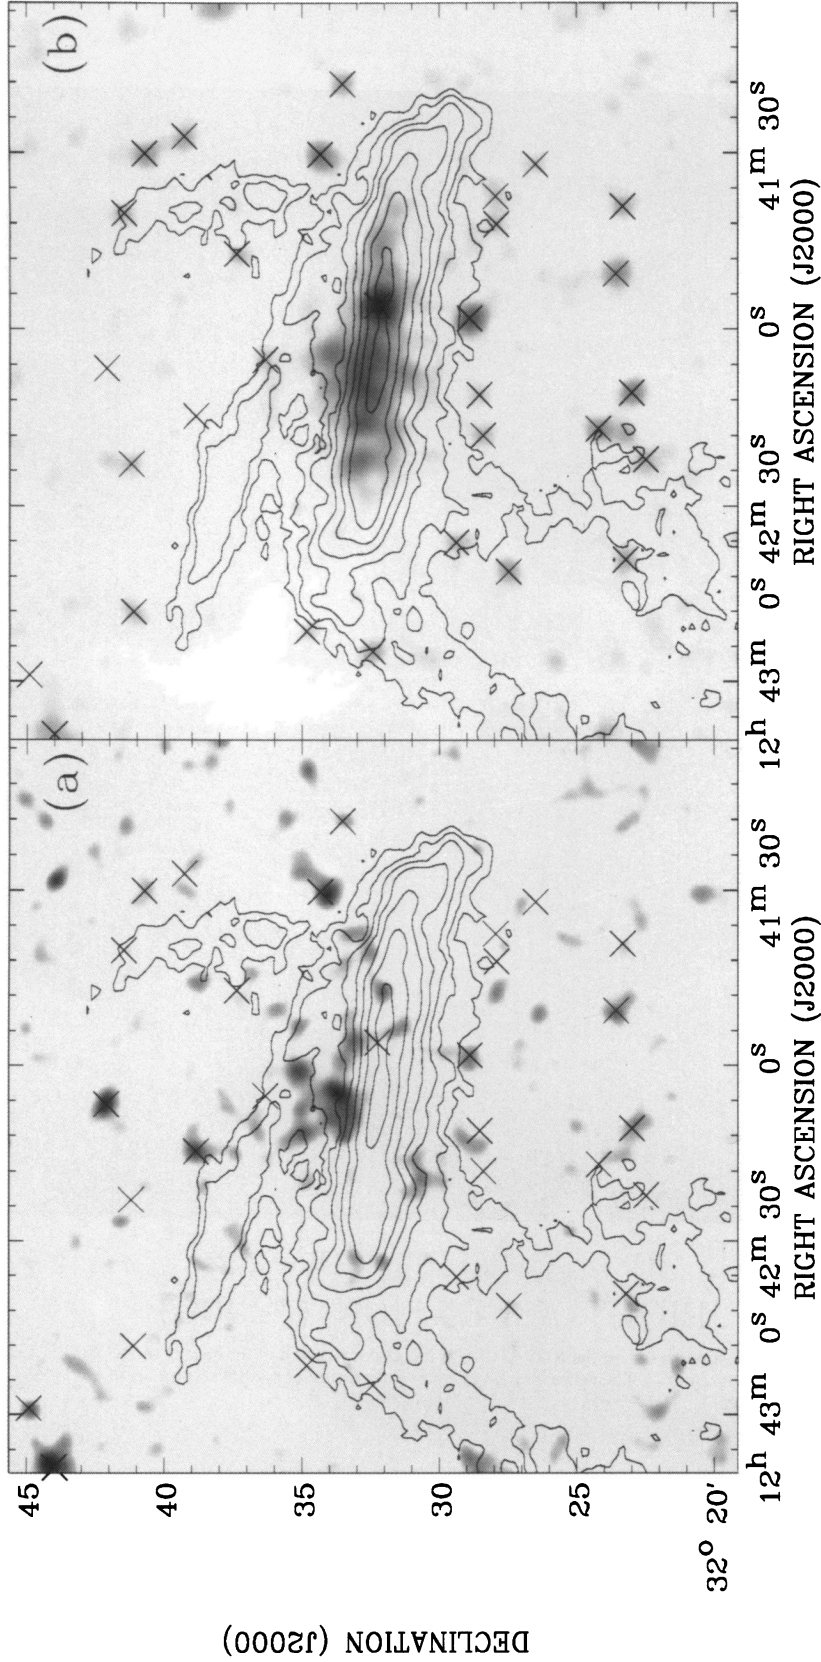 (a)
(b)
45
40
35
30
25
32° 20'
DECLINATION (J2000)
12h 43m 0s 42m 30s 0s 41m 30s
RIGHT ASCENSION (J2000)
12h 43m 0s 42m 30s 0s 41m 30s
RIGHT ASCENSION (J2000)